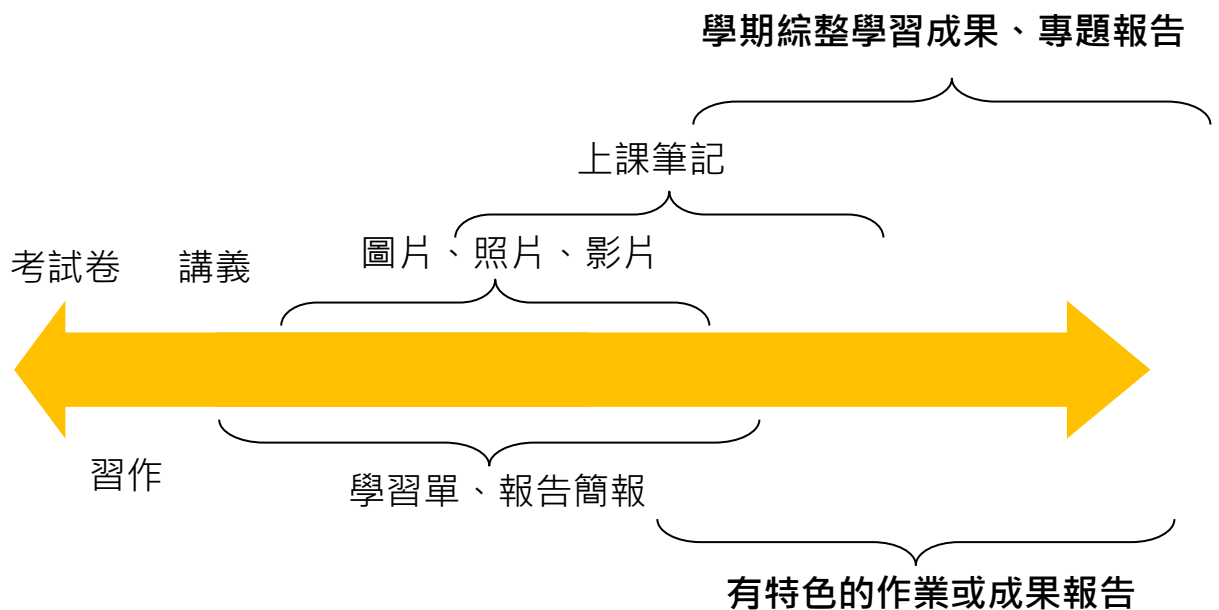 學期綜整學習成果、專題報告
上課筆記
圖片、照片、影片
考試卷 講義
習作
學習單、報告簡報
有特色的作業或成果報告